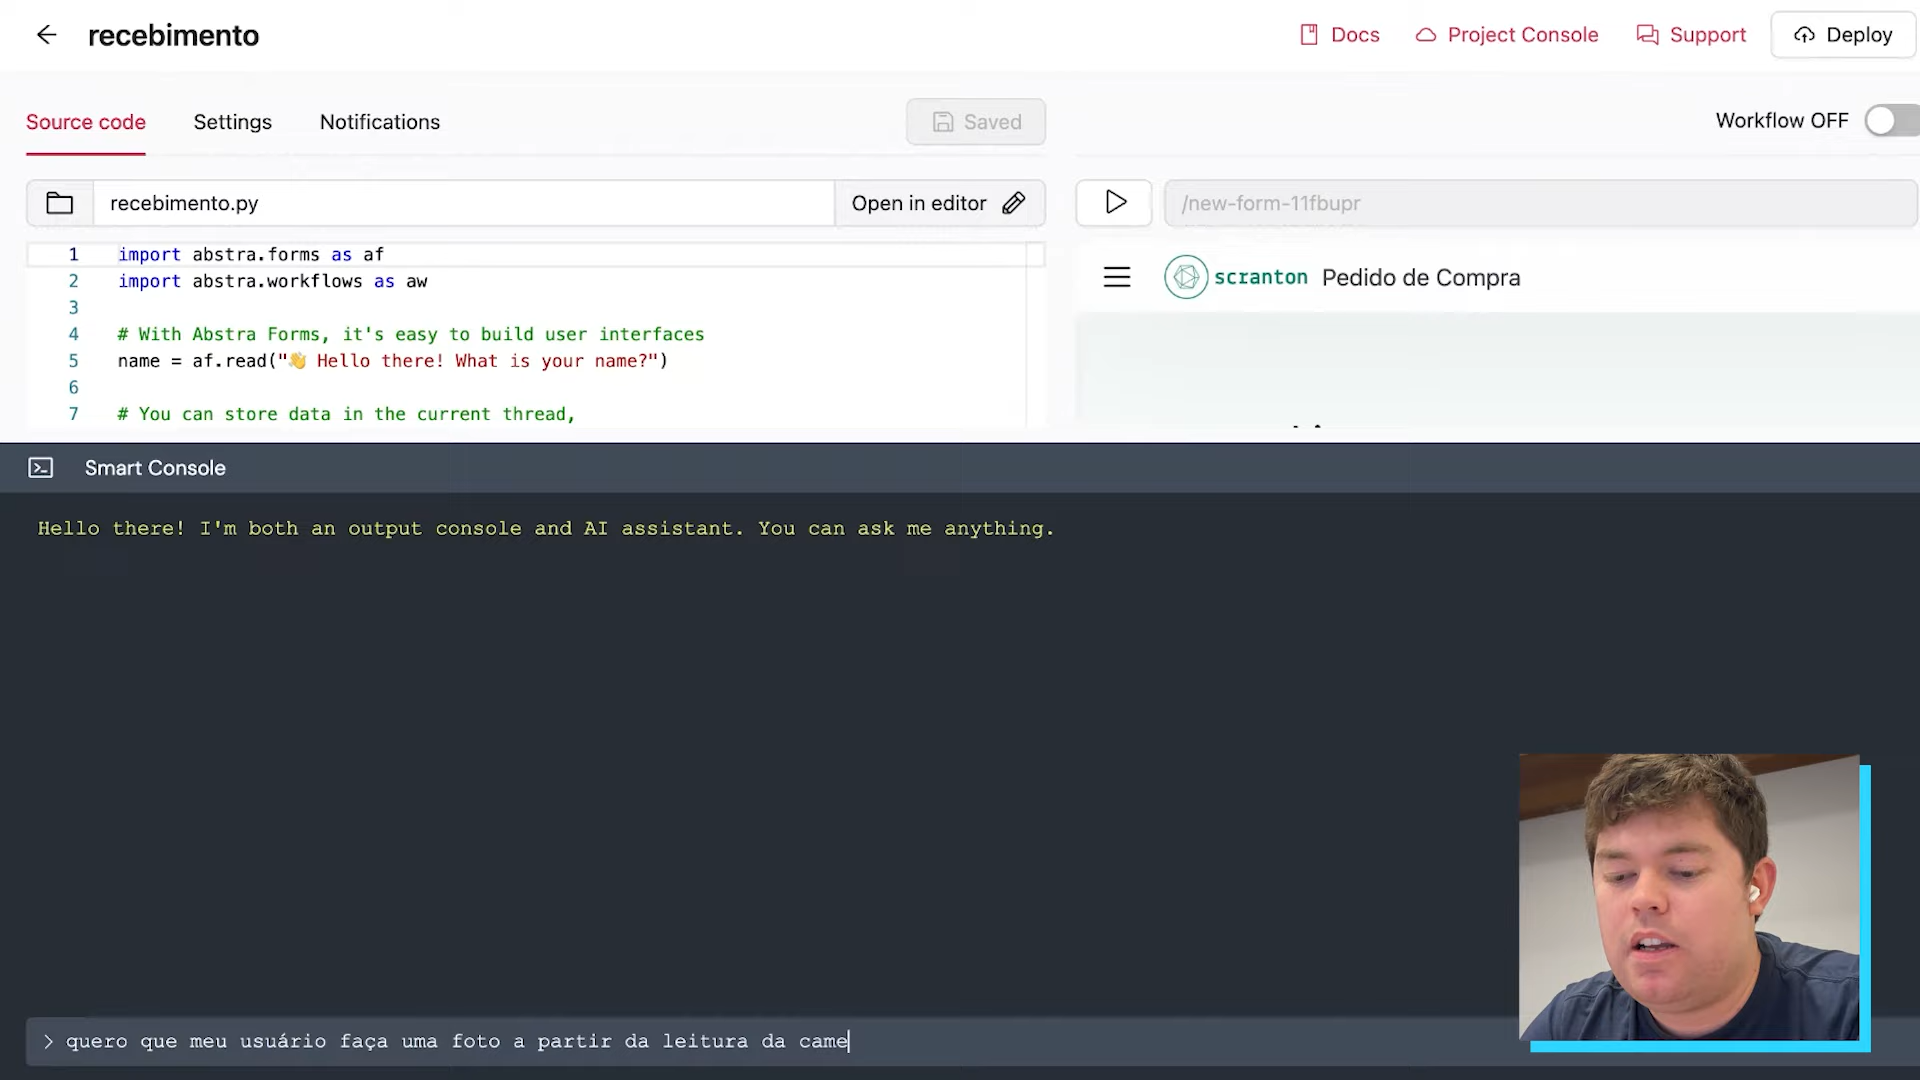 recebimento
Docs
Project Console
Support
Deploy
Source code
Settings
Notifications
Saved
Workflow OFF
recebimento.py
Open in editor
/new-form-11fbupr
1 import abstra.forms as af
2 import abstra.workflows as aw
3
4 # With Abstra Forms, it's easy to build user interfaces
5 name = af.read("👋 Hello there! What is your name?")
6
7 # You can store data in the current thread,
scranton Pedido de Compra
Smart Console
Hello there! I'm both an output console and AI assistant. You can ask me anything.
> quero que meu usuário faça uma foto a partir da leitura da came